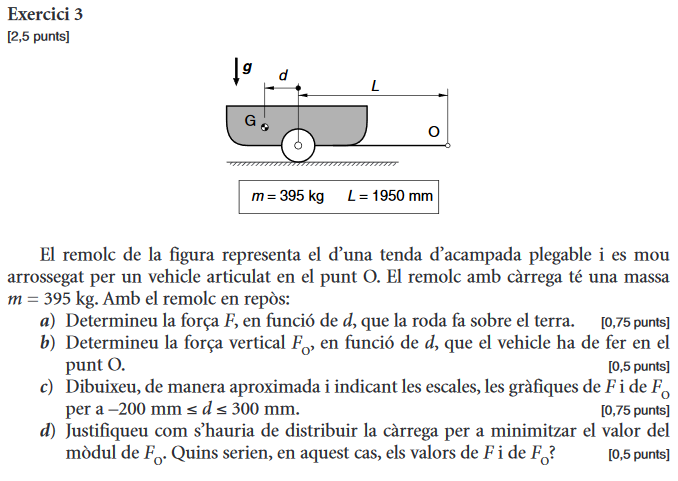 Exercici 3
[2,5 punts]
g
d
L
G
O
m = 395 kg L = 1950 mm
El remolc de la figura representa el d’una tenda d’acampada plegable i es mou
arrossegat per un vehicle articulat en el punt O. El remolc amb càrrega té una massa
m = 395 kg. Amb el remolc en repòs:
a) Determineu la força F, en funció de d, que la roda fa sobre el terra. [0,75 punts]
b) Determineu la força vertical FO, en funció de d, que el vehicle ha de fer en el
punt O. [0,5 punts]
c) Dibuixeu, de manera aproximada i indicant les escales, les gràfiques de F i de FO
per a –200 mm ≤ d ≤ 300 mm. [0,75 punts]
d) Justifiqueu com s’hauria de distribuir la càrrega per a minimitzar el valor del
mòdul de FO. Quins serien, en aquest cas, els valors de F i de FO? [0,5 punts]